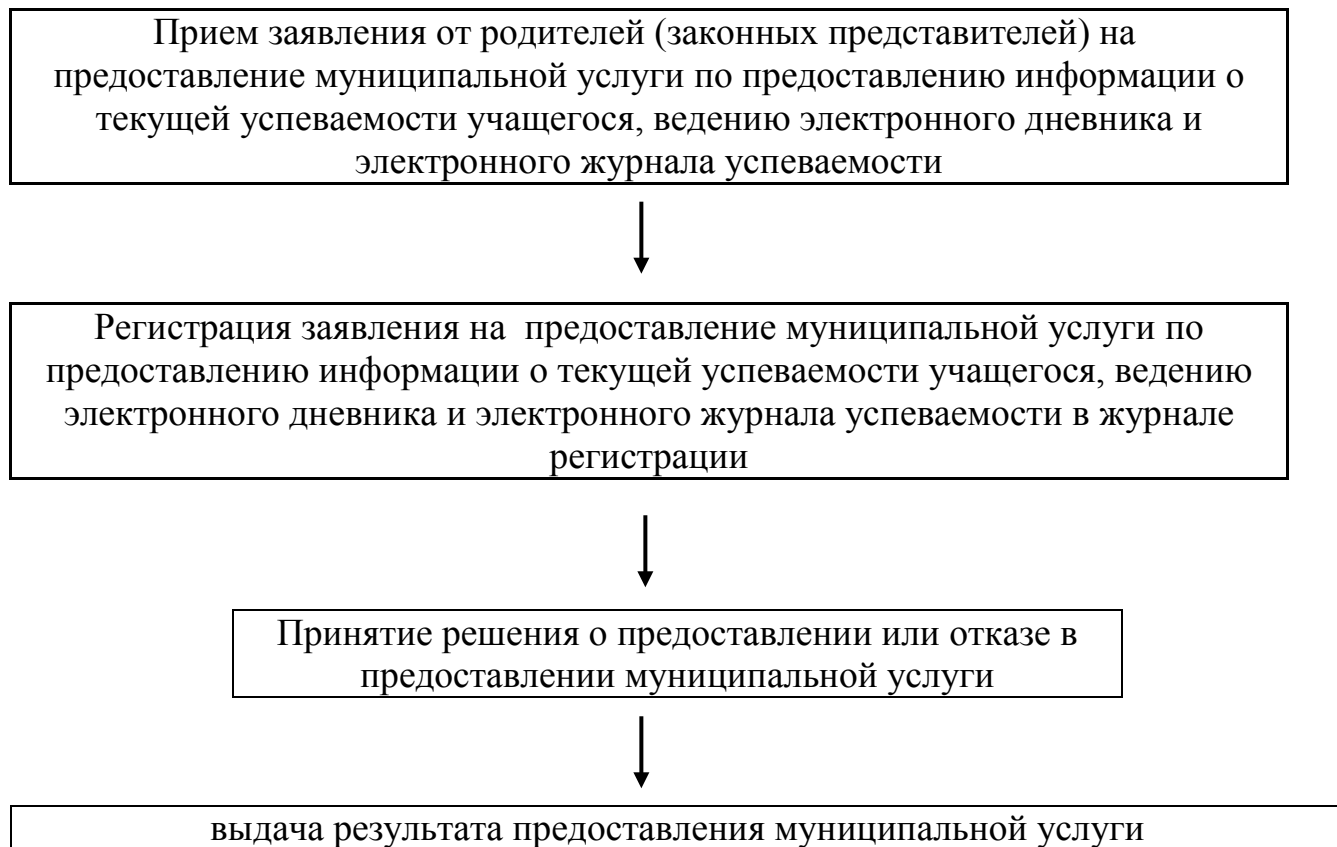 Прием заявления от родителей (законных представителей) на
предоставление муниципальной услуги по предоставлению информации о
текущей успеваемости учащегося, ведению электронного дневника и
электронного журнала успеваемости
Регистрация заявления на  предоставление муниципальной услуги по
предоставлению информации о текущей успеваемости учащегося, ведению
электронного дневника и электронного журнала успеваемости в журнале
регистрации
Принятие решения о предоставлении или отказе в
предоставлении муниципальной услуги
выдача результата предоставления муниципальной услуги